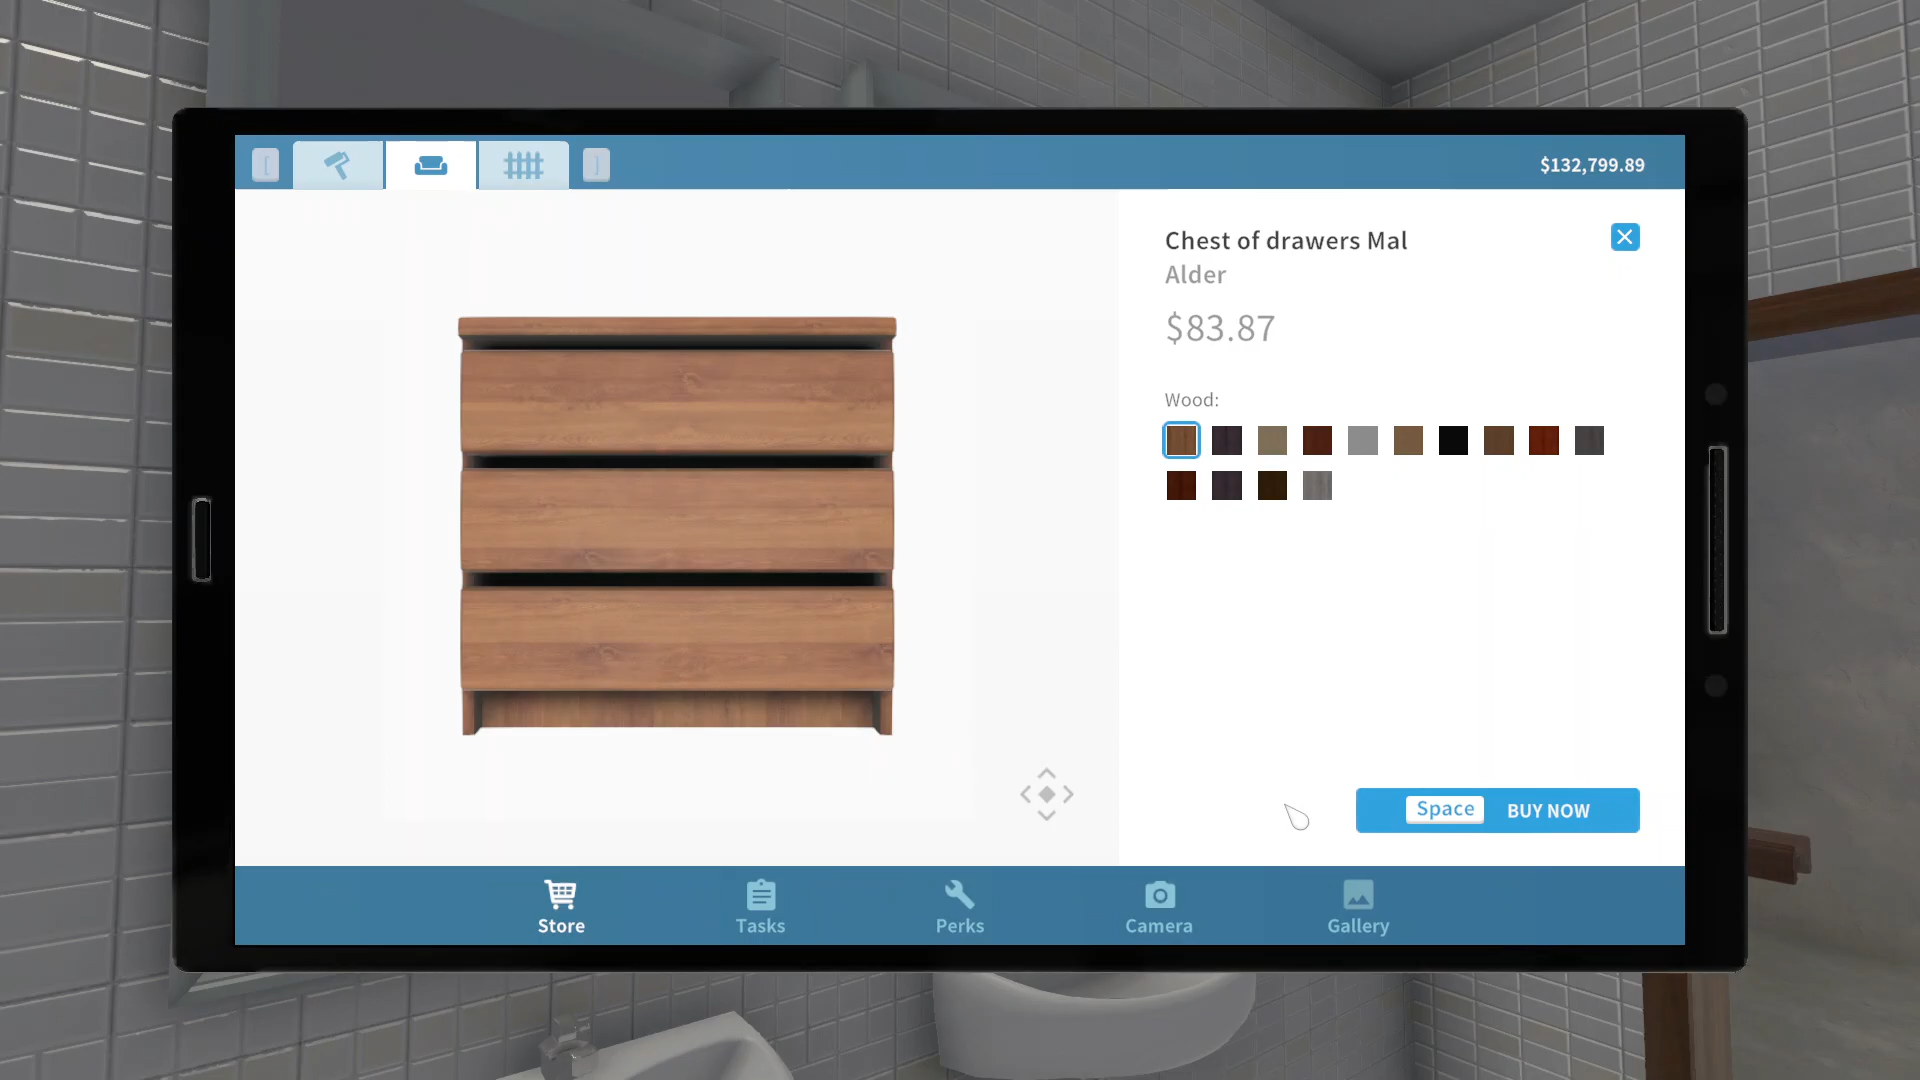 [
]
$132,799.89
Chest of drawers Mal
Alder
$83.87
Wood:
Space BUY NOW
Store
Tasks
Perks
Camera
Gallery